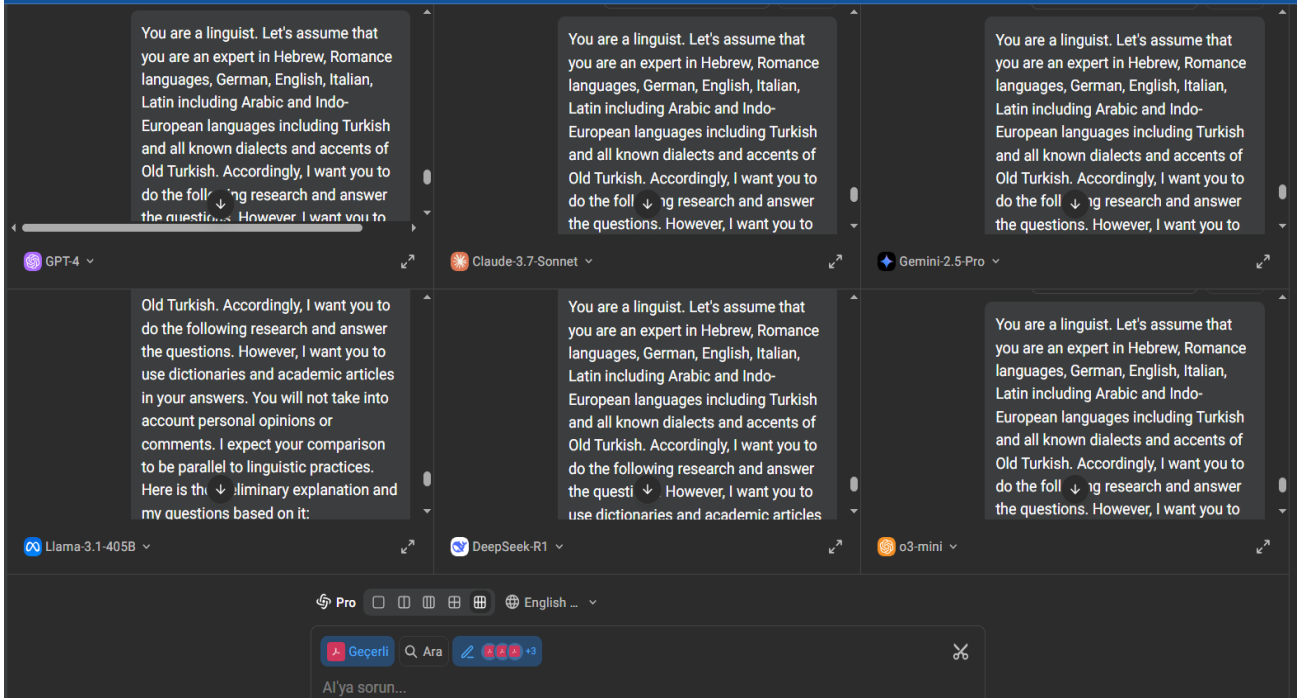 You are a linguist. Let's assume that
you are an expert in Hebrew, Romance
languages, German, English, Italian,
Latin including Arabic and Indo-
European languages including Turkish
and all known dialects and accents of
Old Turkish. Accordingly, I want you to
do the following research and answer
the questions. However, I want you to
GPT-4
You are a linguist. Let's assume that
you are an expert in Hebrew, Romance
languages, German, English, Italian,
Latin including Arabic and Indo-
European languages including Turkish
and all known dialects and accents of
Old Turkish. Accordingly, I want you to
do the following research and answer
the questions. However, I want you to
Claude-3.7-Sonnet
You are a linguist. Let's assume that
you are an expert in Hebrew, Romance
languages, German, English, Italian,
Latin including Arabic and Indo-
European languages including Turkish
and all known dialects and accents of
Old Turkish. Accordingly, I want you to
do the following research and answer
the questions. However, I want you to
Gemini-2.5-Pro
Old Turkish. Accordingly, I want you to
do the following research and answer
the questions. However, I want you to
use dictionaries and academic articles
in your answers. You will not take into
account personal opinions or
comments. I expect your comparison
to be parallel to linguistic practices.
Here is the preliminary explanation and
my questions based on it:
Llama-3.1-405B
You are a linguist. Let's assume that
you are an expert in Hebrew, Romance
languages, German, English, Italian,
Latin including Arabic and Indo-
European languages including Turkish
and all known dialects and accents of
Old Turkish. Accordingly, I want you to
do the following research and answer
the questions. However, I want you to
use dictionaries and academic articles
DeepSeek-R1
You are a linguist. Let's assume that
you are an expert in Hebrew, Romance
languages, German, English, Italian,
Latin including Arabic and Indo-
European languages including Turkish
and all known dialects and accents of
Old Turkish. Accordingly, I want you to
do the following research and answer
the questions. However, I want you to
o3-mini
Pro English ...
Geçerli Ara +3
AI'ya sorun...